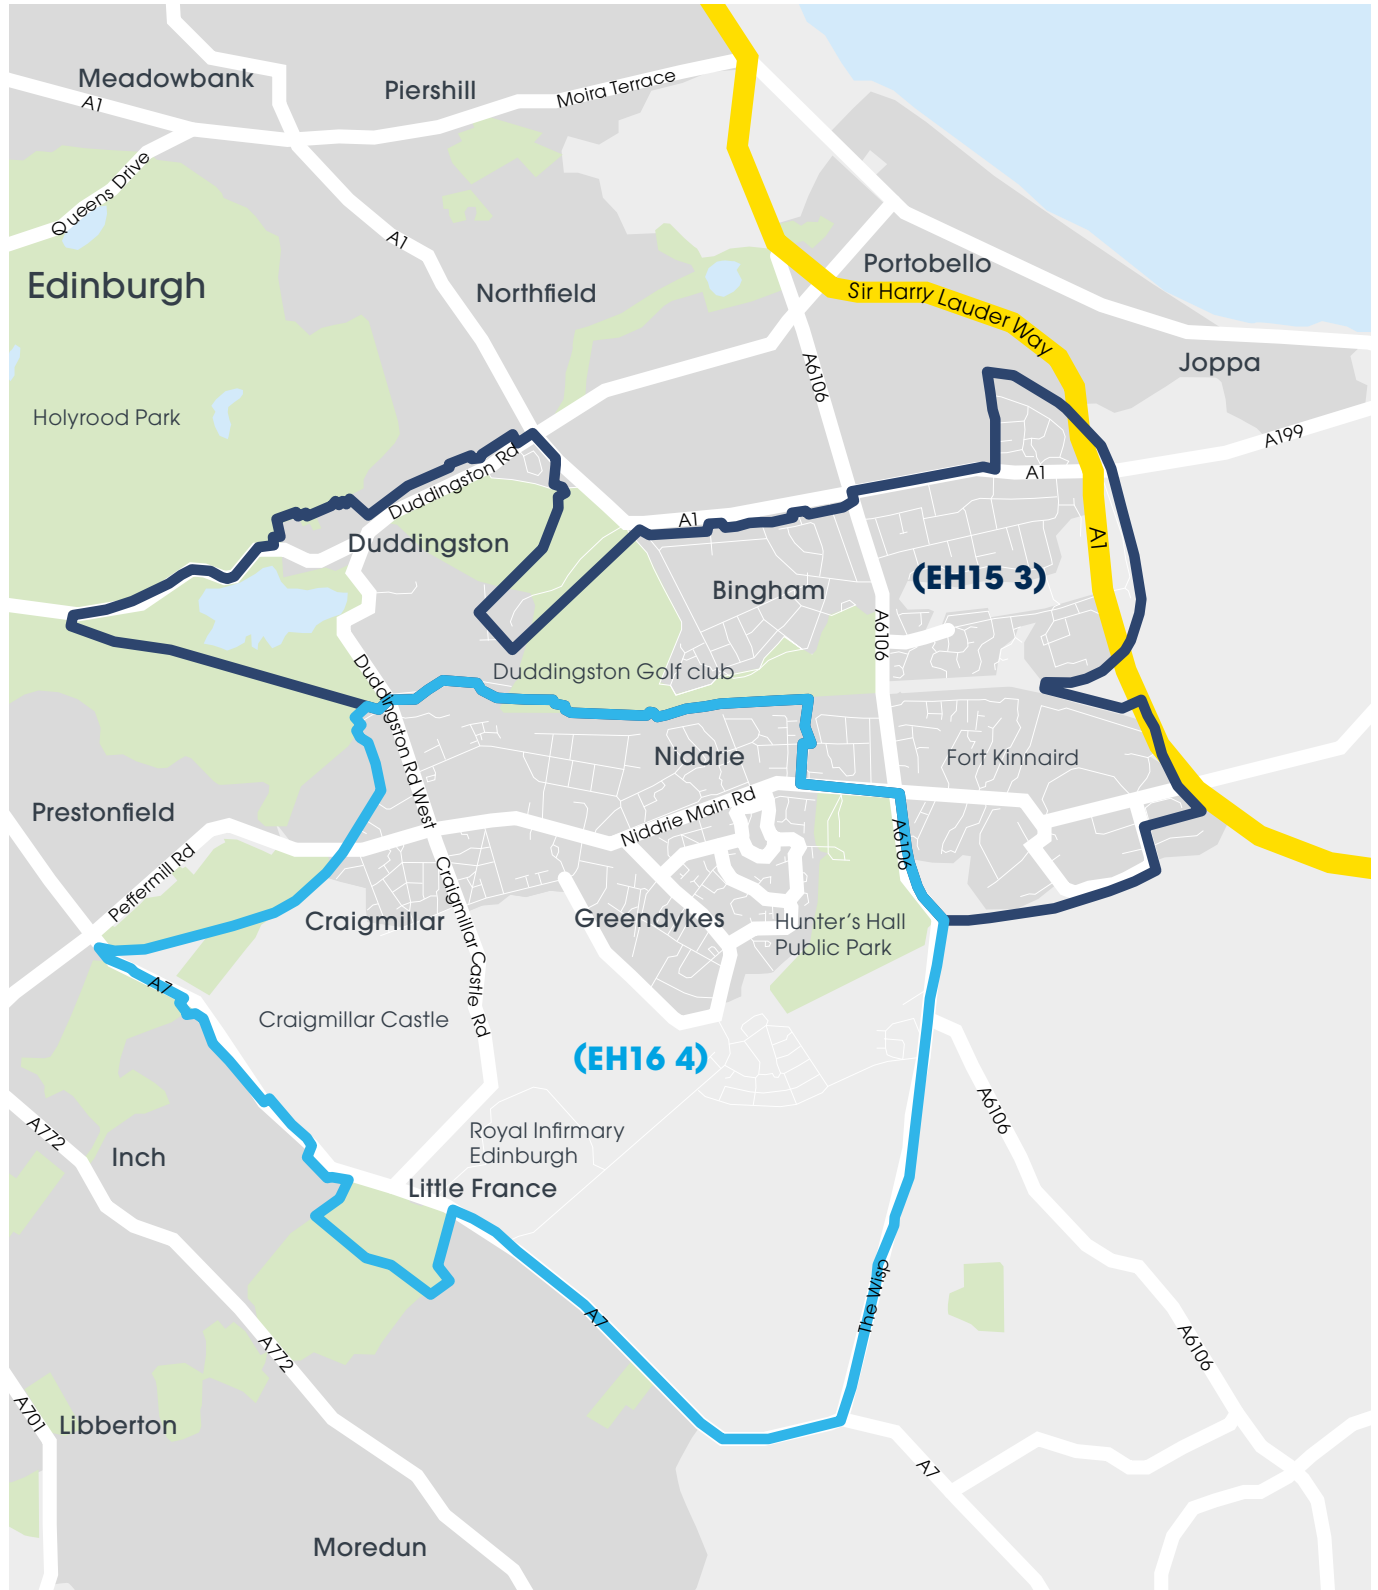 Meadowbank
Piershill
Moira Terrace
A1
Queens Drive
A1
Edinburgh
Northfield
Portobello
Sir Harry Lauder Way
Joppa
A6106
Holyrood Park
A199
Duddingston Rd
A1
A1
Duddingston
A1
Bingham
(EH15 3)
A6106
Duddingston Golf club
Duddingston Rd West
Niddrie
Fort Kinnaird
Prestonfield
Niddrie Main Rd
A6106
Peffermill Rd
Craigmillar Castle Rd
Craigmillar
Greendykes
Hunter's Hall
Public Park
A7
Craigmillar Castle
(EH16 4)
A6106
A772
Inch
Royal Infirmary
Edinburgh
Little France
The Wisp
A7
A772
A6106
A701
Libberton
A7
Moredun